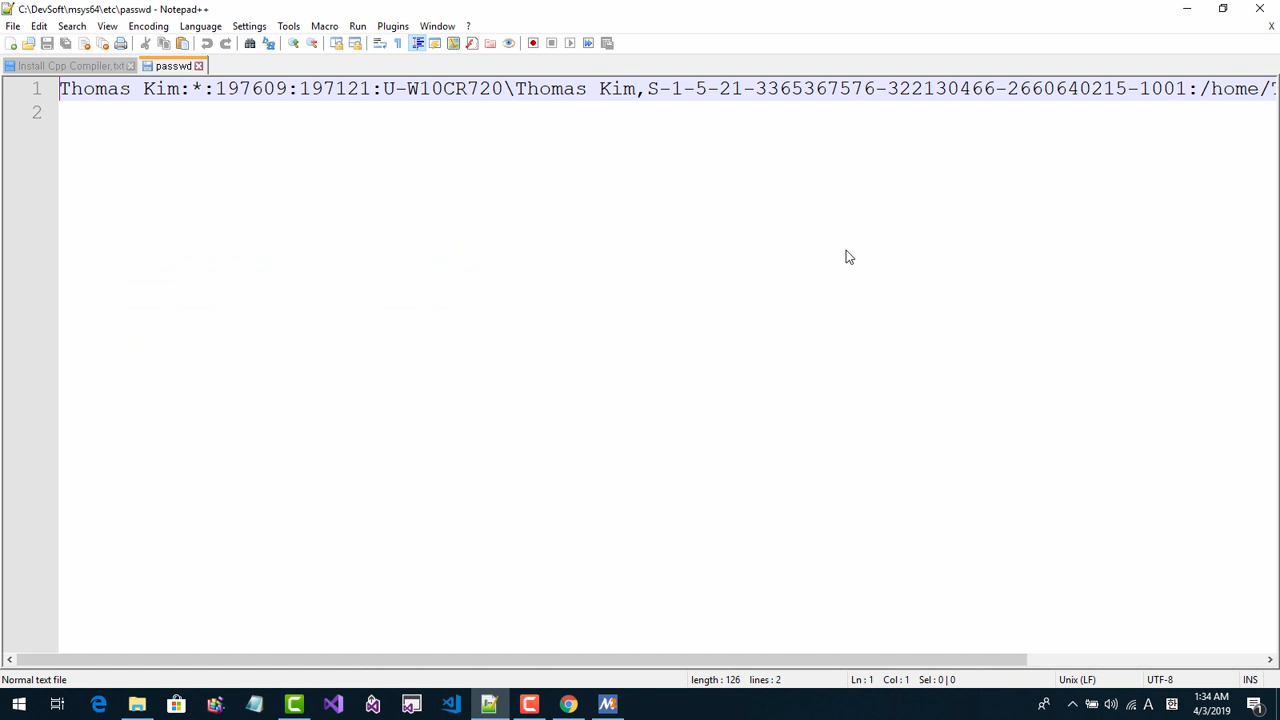 C:\DevSoft\msys64\etc\passwd - Notepad++
File Edit Search View Encoding Language Settings Tools Macro Run Plugins Window ? X
Install Cpp Compller,txt passwd
1 Thomas Kim:*:197609:197121:U-W10CR720\Thomas Kim,S-1-5-21-3365367576-322130466-2660640215-1001:/home/
2
Normal text file length : 126 lines : 2 Ln : 1 Col : 1 Sel : 0 | 0 Unix (LF) UTF-8 INS
A 1:34 AM
4/3/2019